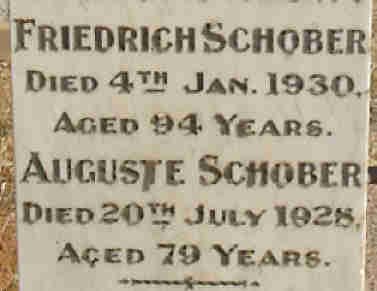 FRIEDRICH SCHOBER
DIED 4TH JAN. 1930,
AGED 94 YEARS.
AUGUSTE SCHOBER
DIED 20TH JULY 1928,
AGED 79 YEARS.